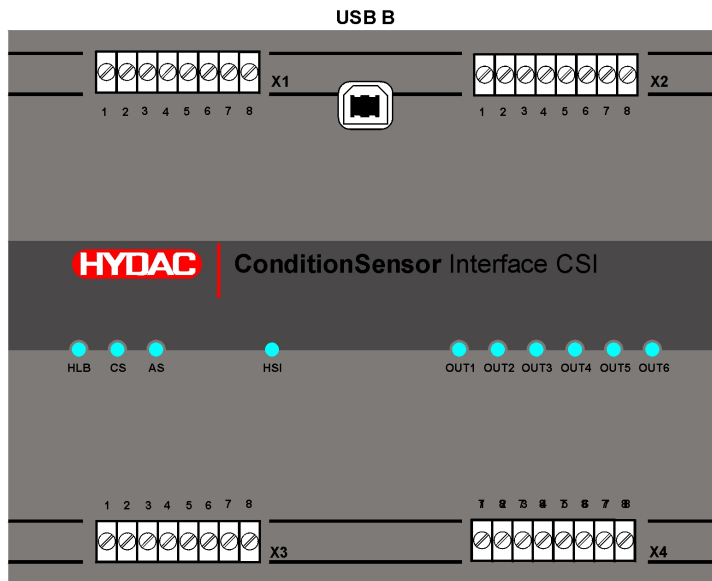 USB B
X1
X2
1 2 3 4 5 6 7 8
1 2 3 4 5 6 7 8
HYDAC ConditionSensor Interface CSI
HLB CS AS HSI OUT1 OUT2 OUT3 OUT4 OUT5 OUT6
1 2 3 4 5 6 7 8
X3
X4